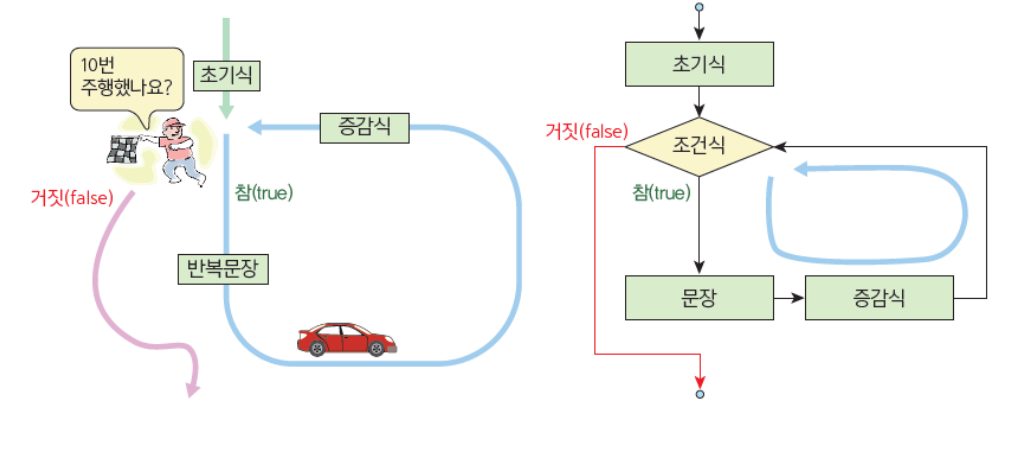 10번
주행했나요?
초기식
증감식
거짓(false)
참(true)
반복문장
초기식
거짓(false)
조건식
참(true)
문장
증감식